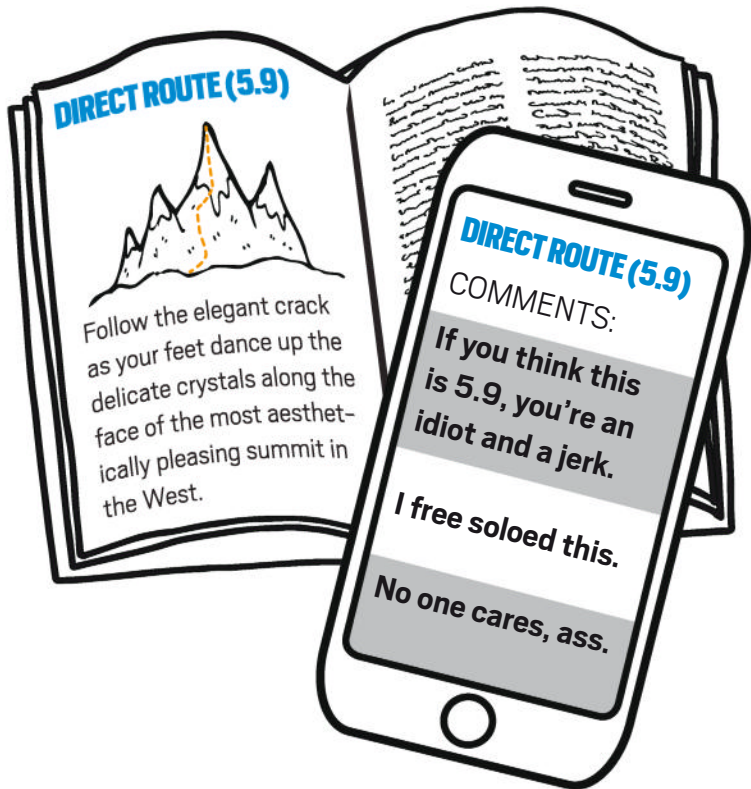 DIRECT ROUTE (5.9)
Follow the elegant crack
as your feet dance up the
delicate crystals along the
face of the most aesthet-
ically pleasing summit in
the West.
DIRECT ROUTE (5.9)
COMMENTS:
If you think this
is 5.9, you’re an
idiot and a jerk.
I free soloed this.
No one cares, ass.